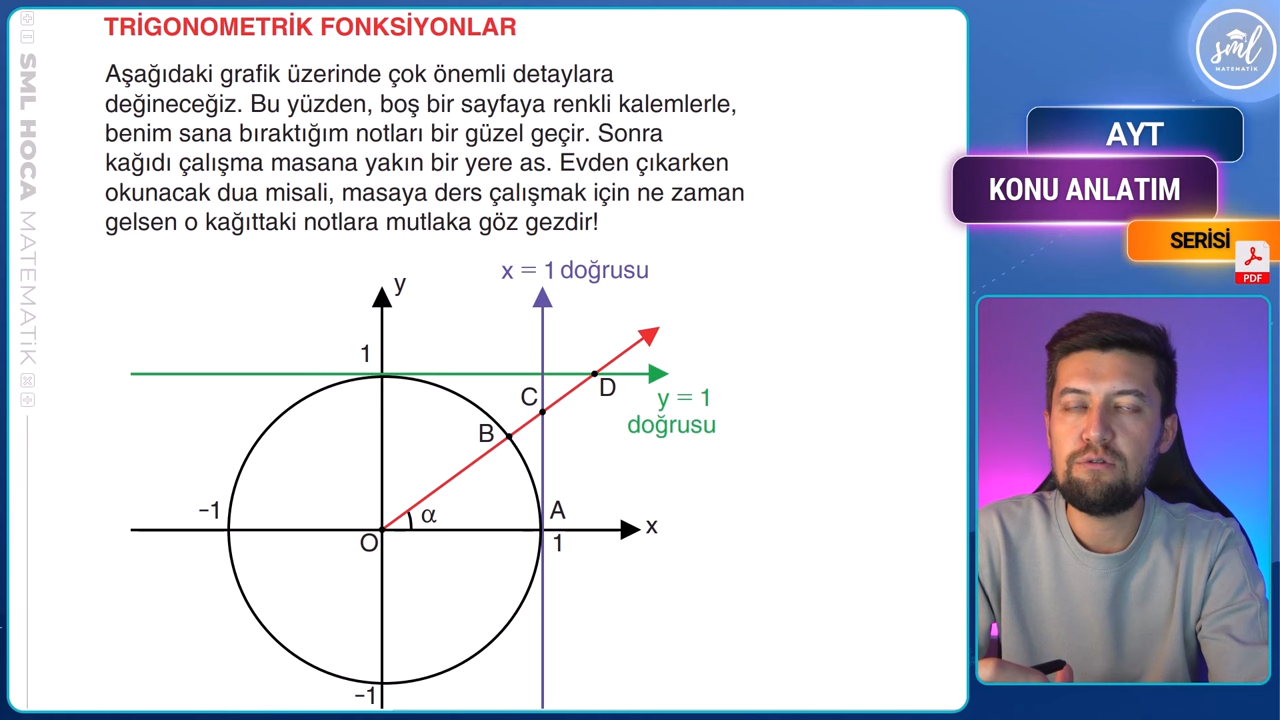 TRİGONOMETRİK FONKSİYONLAR
Aşağıdaki grafik üzerinde çok önemli detaylara
değineceğiz. Bu yüzden, boş bir sayfaya renkli kalemlerle,
benim sana bıraktığım notları bir güzel geçir. Sonra
kağıdı çalışma masana yakın bir yere as. Evden çıkarken
okunacak dua misali, masaya ders çalışmak için ne zaman
gelsen o kağıttaki notlara mutlaka göz gezdir!
x = 1 doğrusu
y
1
D
C
y = 1
doğrusu
B
−1
α
A
x
O
1
−1
SML HOCA MATEMATİK
sml
MATEMATİK
AYT
KONU ANLATIM
SERİSİ
PDF